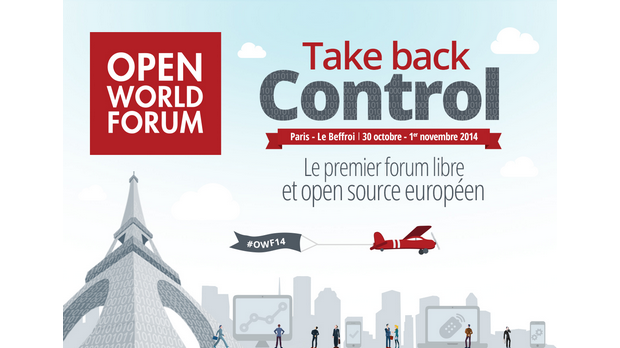 OPEN
WORLD
FORUM
Take back
Control
Paris - Le Beffroi | 30 octobre - 1er novembre 2014
Le premier forum libre
et open source européen
#OWF14